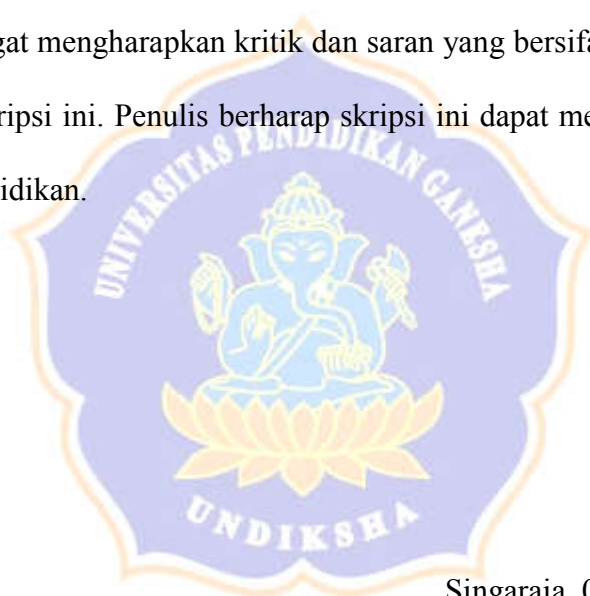 gat mengharapkan kritik dan saran yang bersifa
ripsi ini. Penulis berharap skripsi ini dapat me
idikan.
UNIVERSITAS PENDIDIKAN GANESHA
UNDIKSHA
Singaraja, 0